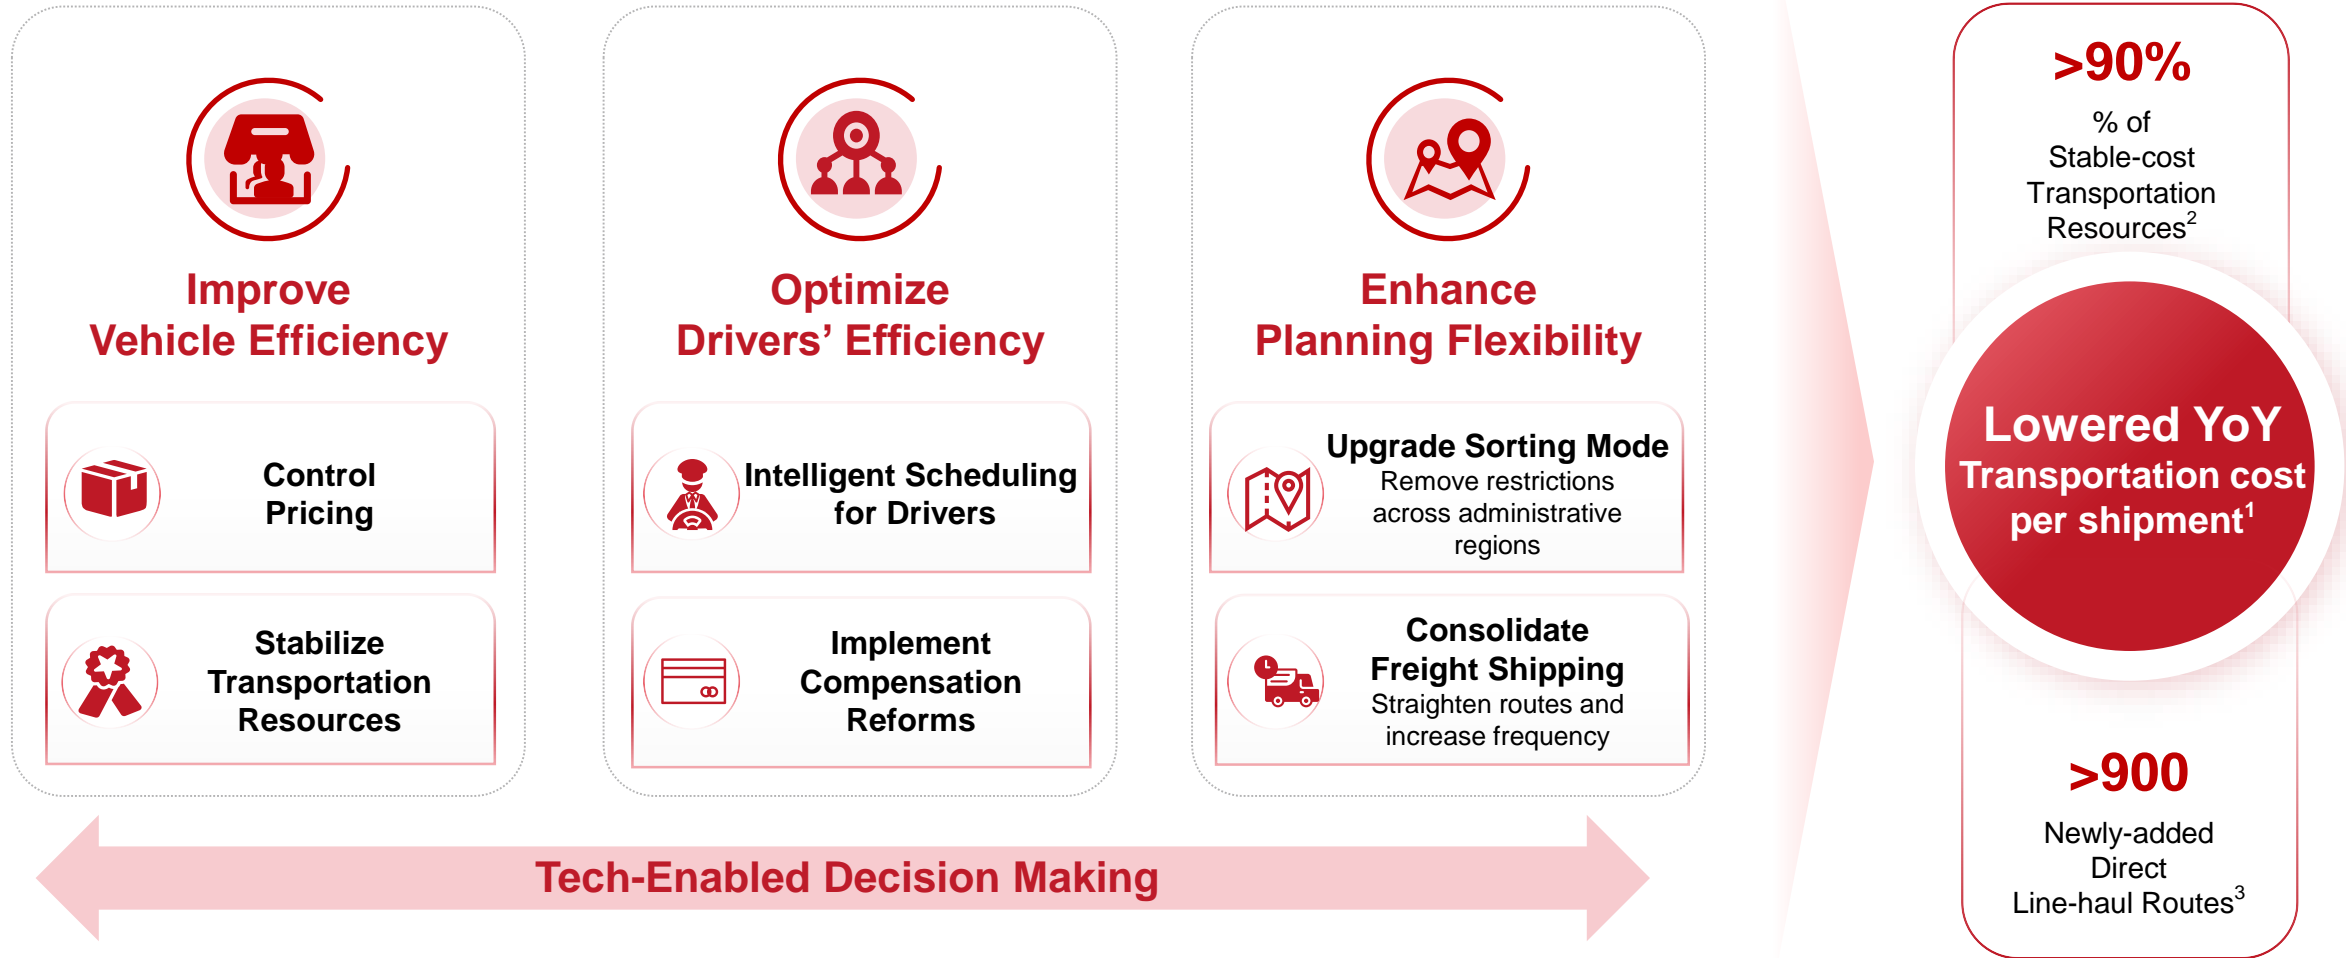 Improve
Vehicle Efficiency
Control
Pricing
Stabilize
Transportation
Resources
Optimize
Drivers’ Efficiency
Intelligent Scheduling
for Drivers
Implement
Compensation
Reforms
Enhance
Planning Flexibility
Upgrade Sorting Mode
Remove restrictions
across administrative
regions
Consolidate
Freight Shipping
Straighten routes and
increase frequency
Tech-Enabled Decision Making
>90%
% of
Stable-cost
Transportation
Resources²
Lowered YoY
Transportation cost
per shipment¹
>900
Newly-added
Direct
Line-haul Routes³